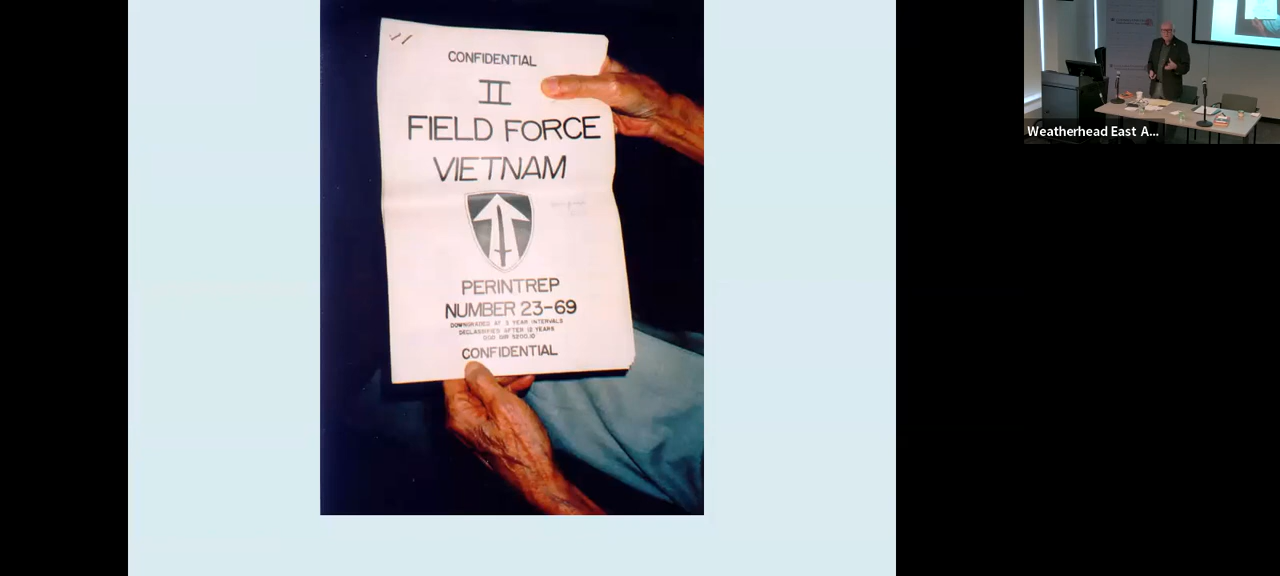 CONFIDENTIAL
II
FIELD FORCE
VIETNAM
PERINTREP
NUMBER 23-69
DOWNGRADED AT 3 YEAR INTERVALS
DECLASSIFIED AFTER 12 YEARS
DOD DIR 5200.10
CONFIDENTIAL
Weatherhead East A...